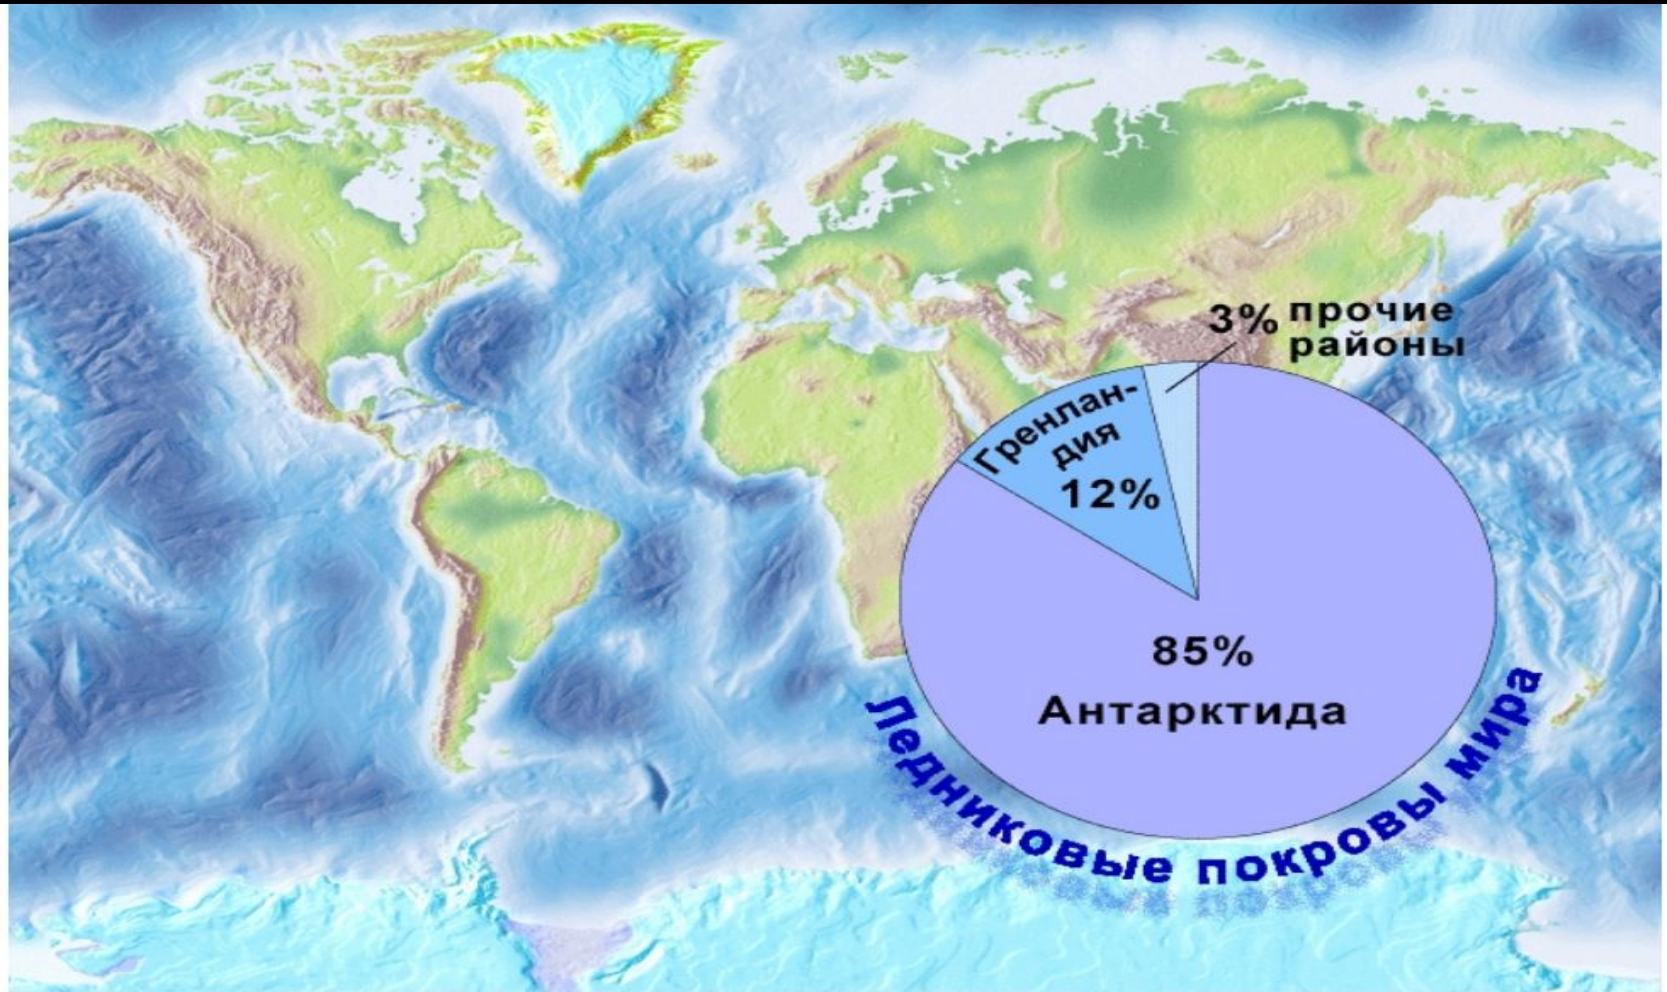 3% прочие
районы
Гренлан-
дия
12%
85%
Антарктида
Ледниковые покровы мира